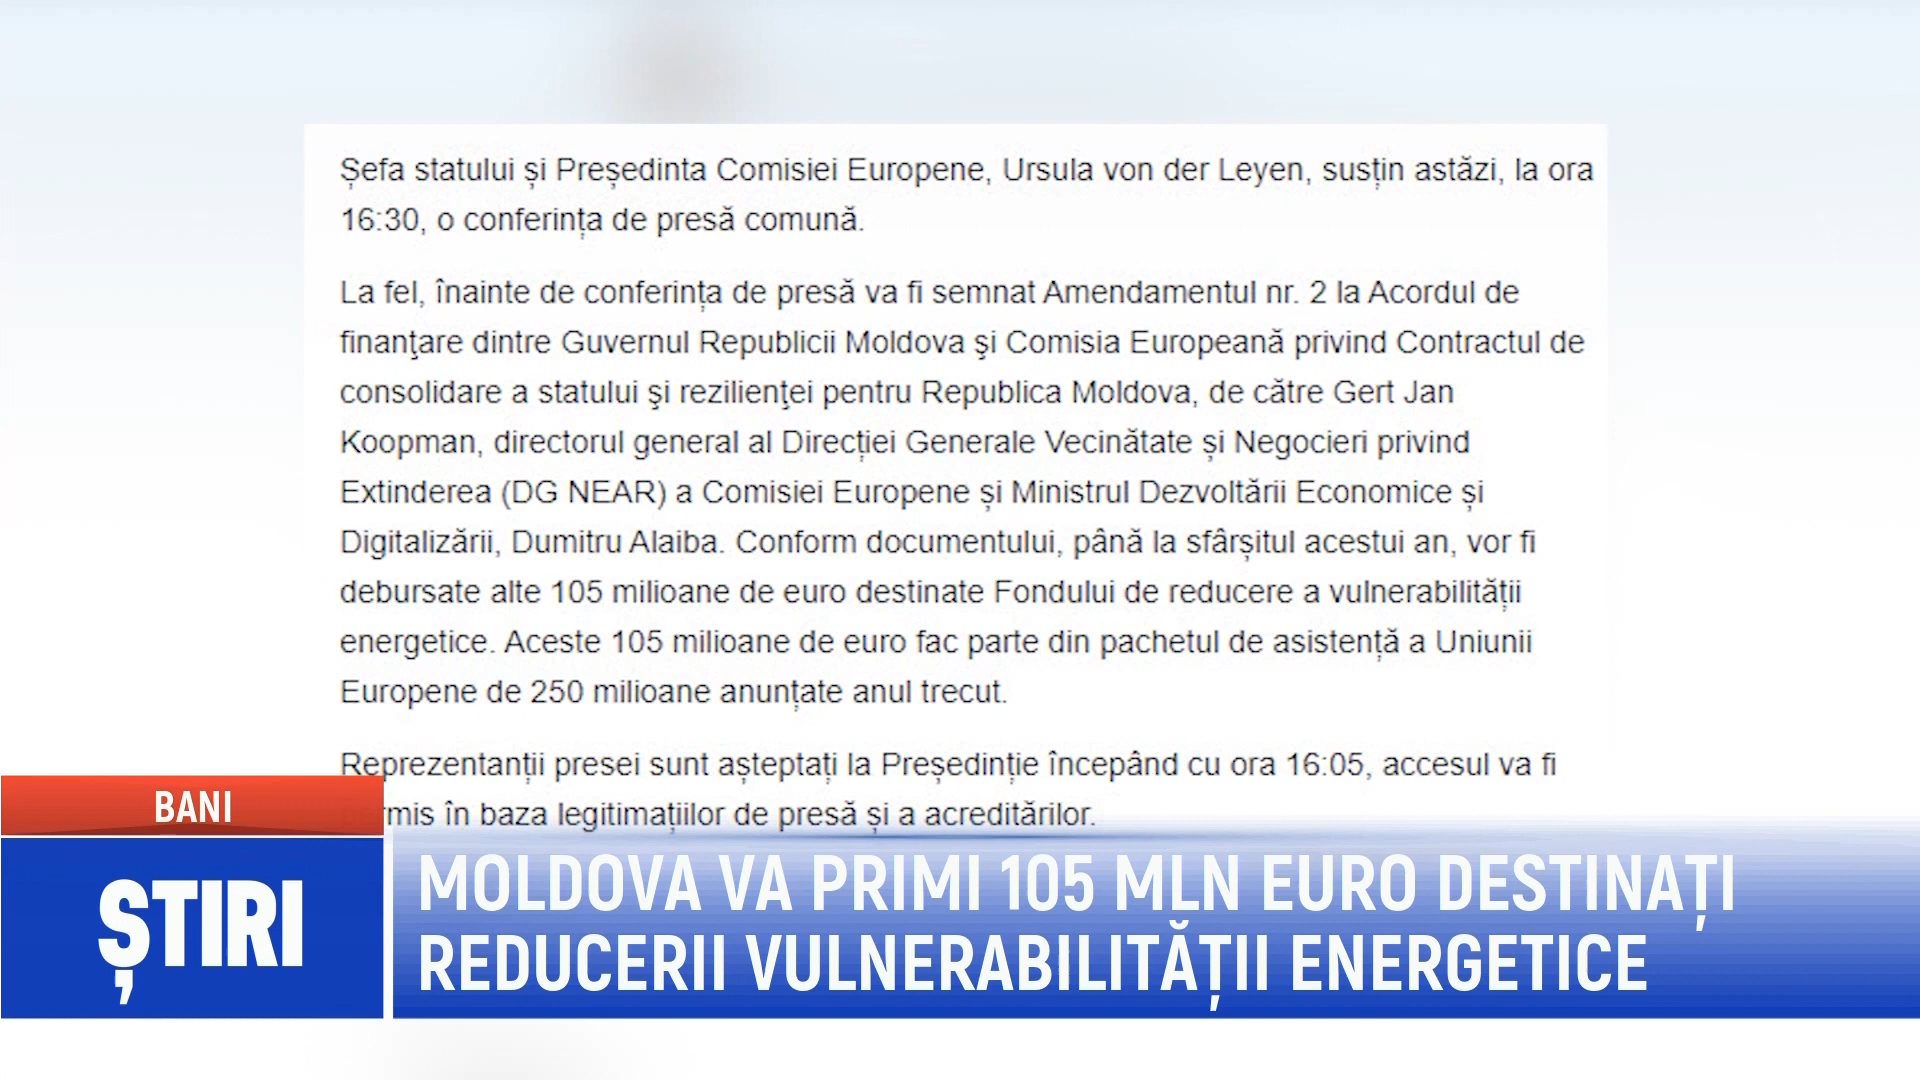 Șefa statului și Președinta Comisiei Europene, Ursula von der Leyen, susțin astăzi, la ora
16:30, o conferința de presă comună.
La fel, înainte de conferința de presă va fi semnat Amendamentul nr. 2 la Acordul de
finanţare dintre Guvernul Republicii Moldova şi Comisia Europeană privind Contractul de
consolidare a statului şi rezilienţei pentru Republica Moldova, de către Gert Jan
Koopman, directorul general al Direcției Generale Vecinătate și Negocieri privind
Extinderea (DG NEAR) a Comisiei Europene și Ministrul Dezvoltării Economice și
Digitalizării, Dumitru Alaiba. Conform documentului, până la sfârșitul acestui an, vor fi
debursate alte 105 milioane de euro destinate Fondului de reducere a vulnerabilității
energetice. Aceste 105 milioane de euro fac parte din pachetul de asistență a Uniunii
Europene de 250 milioane anunțate anul trecut.
Reprezentanții presei sunt așteptați la Președinție începând cu ora 16:05, accesul va fi
în baza legitimațiilor de presă și a acreditărilor.
BANI
ȘTIRI
MOLDOVA VA PRIMI 105 MLN EURO DESTINAȚI
REDUCERII VULNERABILITĂȚII ENERGETICE